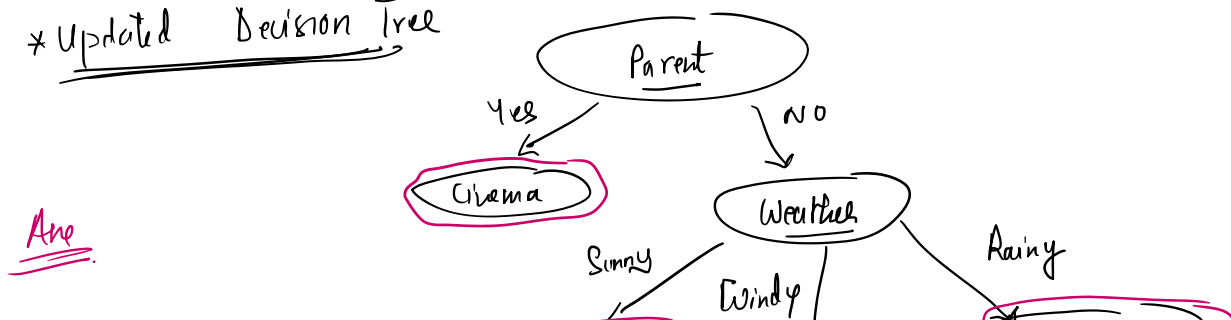 * Updated Decision Tree
Parent
Yes
NO
Cinema
Weather
Ans
Sunny
Windy
Rainy